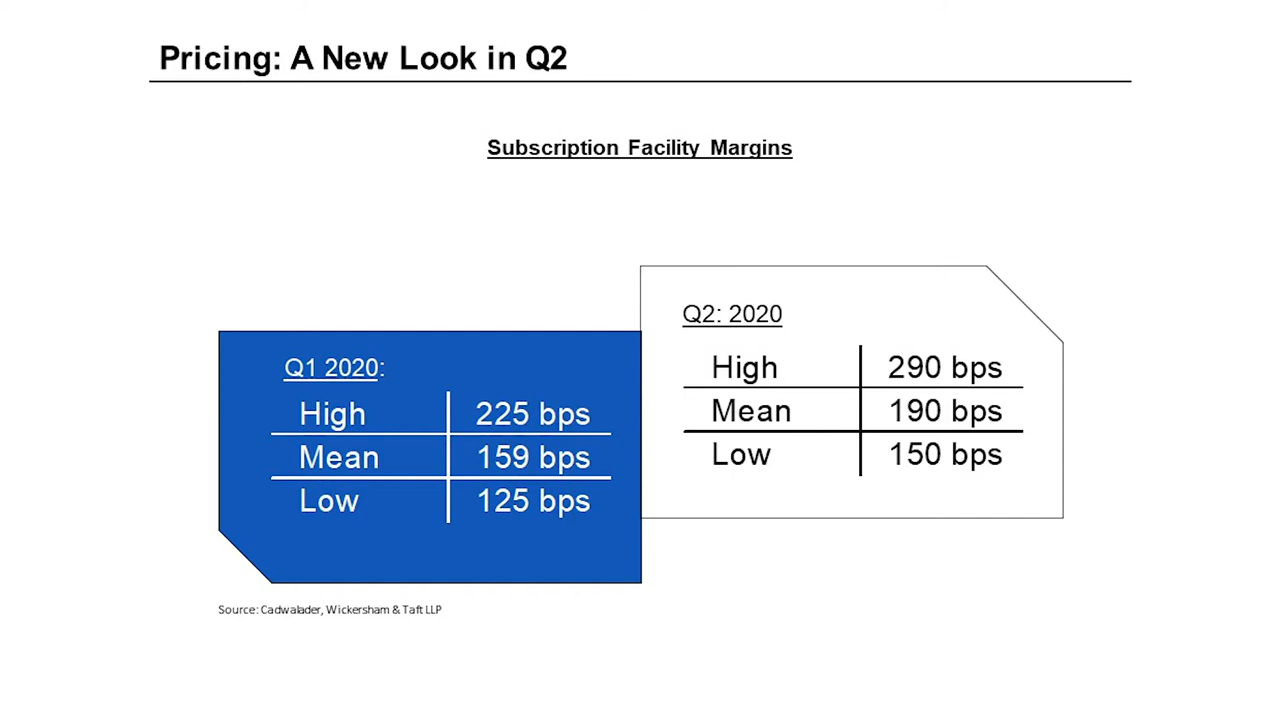 Pricing: A New Look in Q2
Subscription Facility Margins
Q1 2020:
High 225 bps
Mean 159 bps
Low 125 bps
Q2: 2020
High 290 bps
Mean 190 bps
Low 150 bps
Source: Cadwalader, Wickersham & Taft LLP